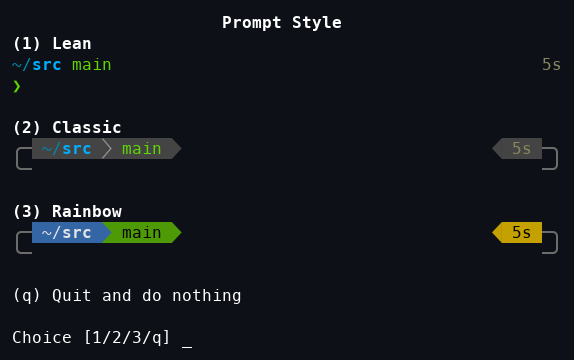 Prompt Style
(1) Lean
~/src main 5s
❯
(2) Classic
~/src main 5s
(3) Rainbow
~/src main 5s
(q) Quit and do nothing
Choice [1/2/3/q] _